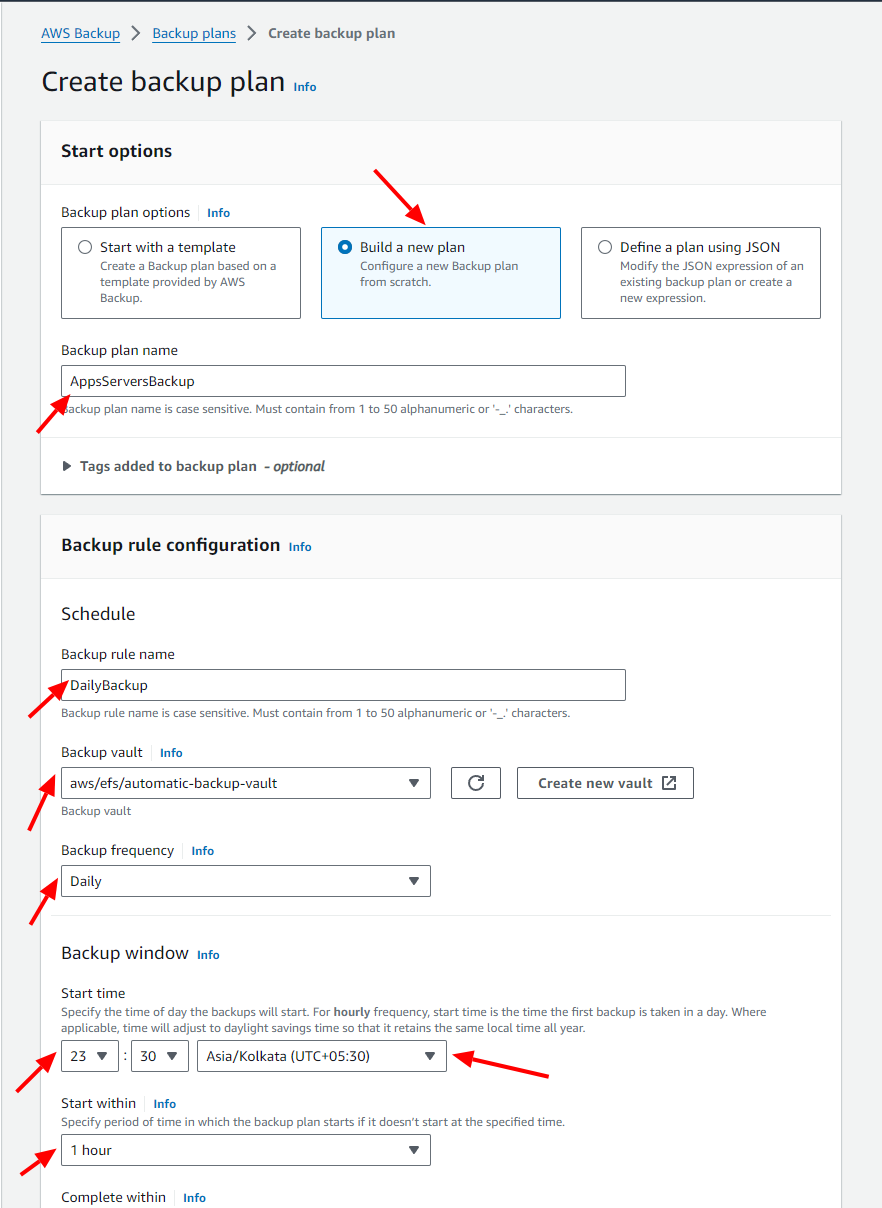 AWS Backup > Backup plans > Create backup plan
Create backup plan Info
Start options
Backup plan options Info
Start with a template
Create a Backup plan based on a
template provided by AWS
Backup.
Build a new plan
Configure a new Backup plan
from scratch.
Define a plan using JSON
Modify the JSON expression of an
existing backup plan or create a
new expression.
Backup plan name
AppsServersBackup
Backup plan name is case sensitive. Must contain from 1 to 50 alphanumeric or '-_.' characters.
Tags added to backup plan - optional
Backup rule configuration Info
Schedule
Backup rule name
DailyBackup
Backup rule name is case sensitive. Must contain from 1 to 50 alphanumeric or '-_.' characters.
Backup vault Info
aws/efs/automatic-backup-vault
Create new vault
Backup vault
Backup frequency Info
Daily
Backup window Info
Start time
Specify the time of day the backups will start. For hourly frequency, start time is the time the first backup is taken in a day. Where
applicable, time will adjust to daylight savings time so that it retains the same local time all year.
23 : 30 Asia/Kolkata (UTC+05:30)
Start within Info
Specify period of time in which the backup plan starts if it doesn't start at the specified time.
1 hour
Complete within Info